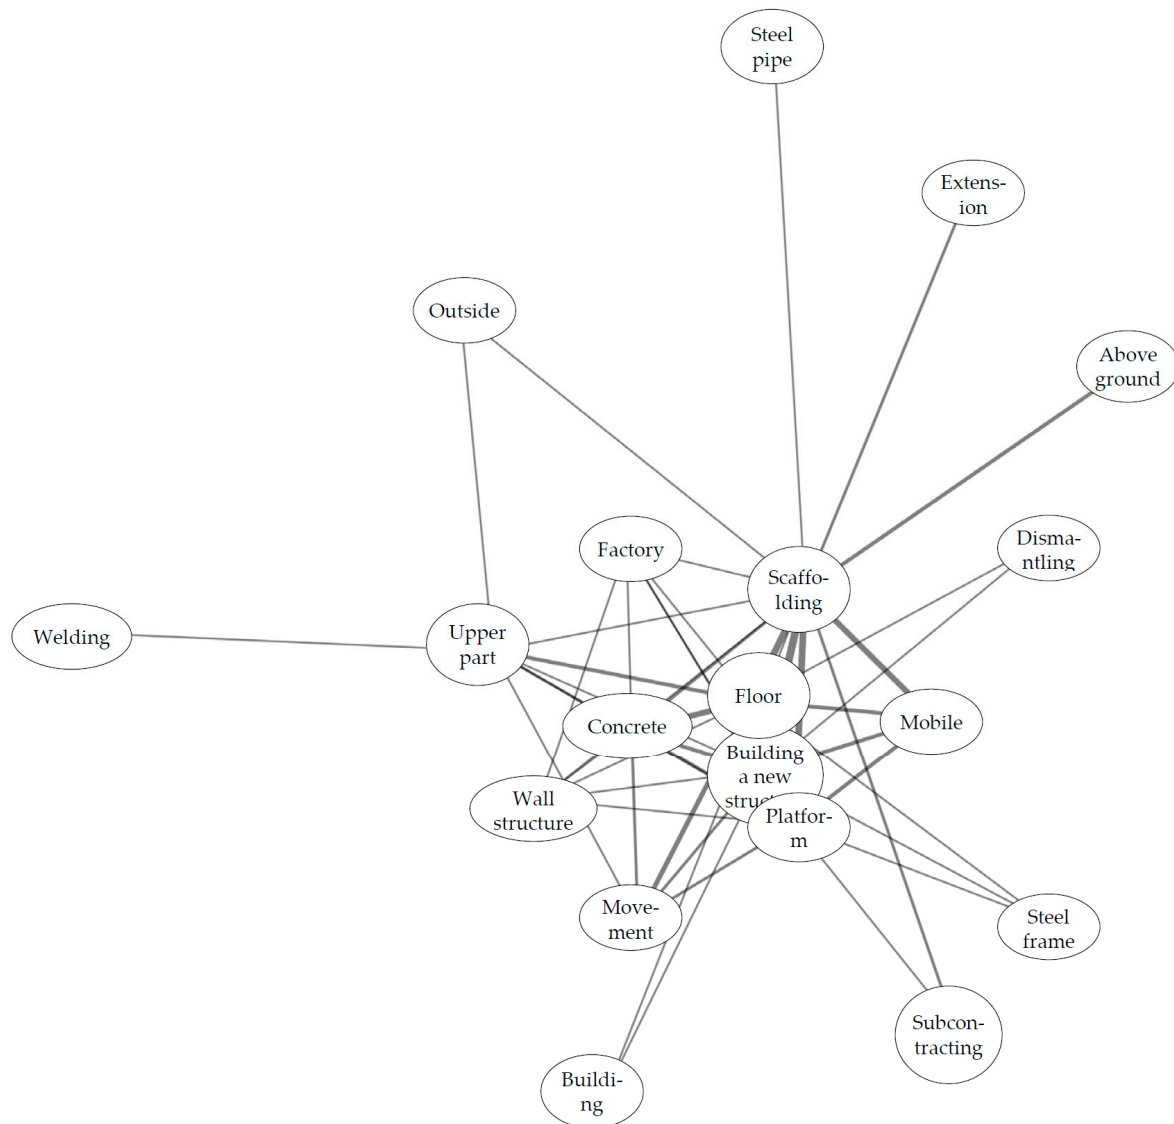 Steel
pipe
Extens-
ion
Outside
Above
ground
Factory
Disma-
ntling
Scaffo-
lding
Welding
Upper
part
Floor
Concrete
Mobile
Building
a new
structure
Wall
structure
Platfor-
m
Move-
ment
Steel
frame
Subcon-
tracting
Buildi-
ng